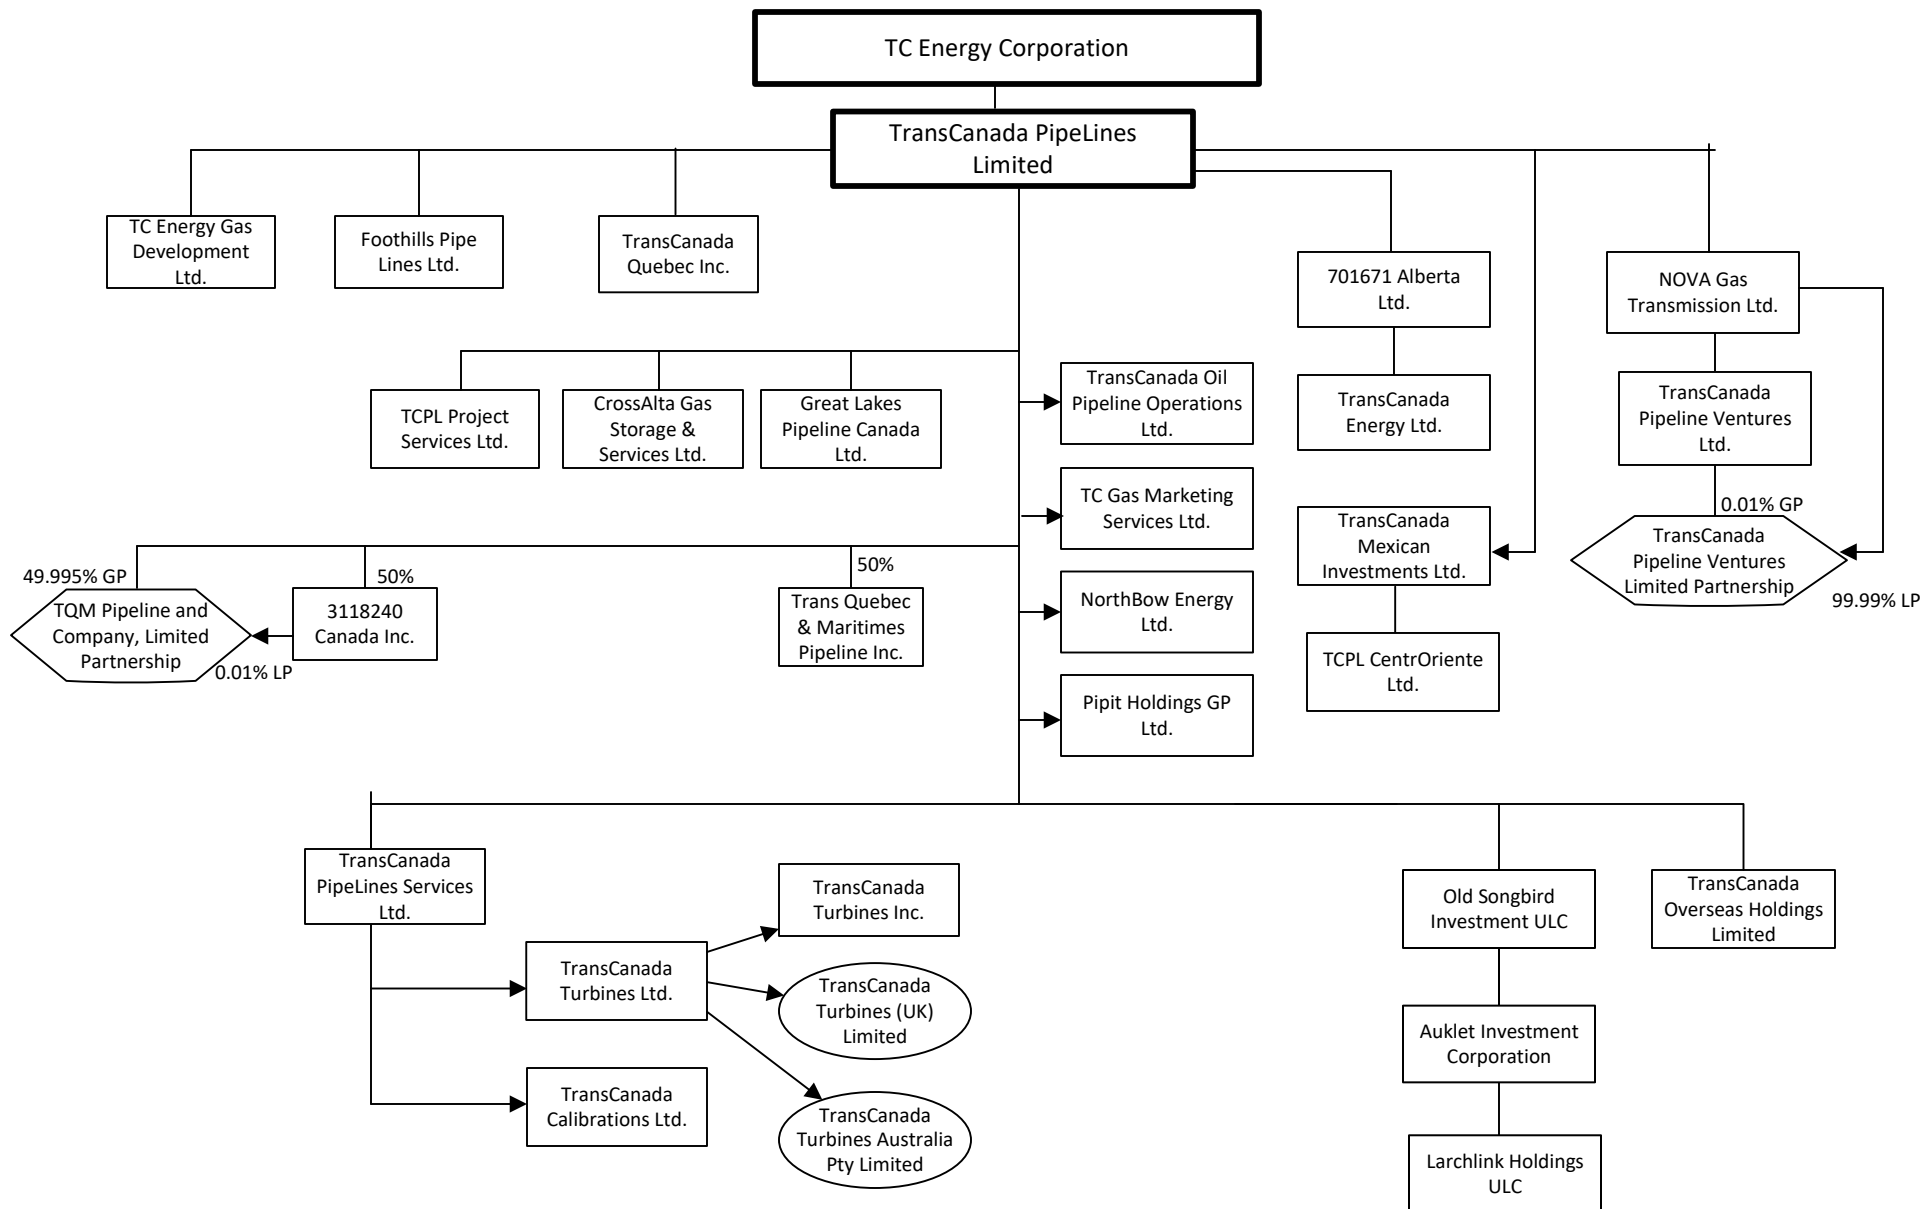 TC Energy Corporation
TransCanada PipeLines
Limited
TC Energy Gas
Development
Ltd.
Foothills Pipe
Lines Ltd.
TransCanada
Quebec Inc.
701671 Alberta
Ltd.
NOVA Gas
Transmission Ltd.
TCPL Project
Services Ltd.
CrossAlta Gas
Storage &
Services Ltd.
Great Lakes
Pipeline Canada
Ltd.
TransCanada Oil
Pipeline Operations
Ltd.
TransCanada
Energy Ltd.
TransCanada
Pipeline Ventures
Ltd.
TC Gas Marketing
Services Ltd.
TransCanada
Mexican
Investments Ltd.
0.01% GP
TransCanada
Pipeline Ventures
Limited Partnership
99.99% LP
49.995% GP
TQM Pipeline and
Company, Limited
Partnership
50%
3118240
Canada Inc.
0.01% LP
50%
Trans Quebec
& Maritimes
Pipeline Inc.
NorthBow Energy
Ltd.
TCPL CentrOriente
Ltd.
Pipit Holdings GP
Ltd.
TransCanada
PipeLines Services
Ltd.
TransCanada
Turbines Inc.
Old Songbird
Investment ULC
TransCanada
Overseas Holdings
Limited
TransCanada
Turbines Ltd.
TransCanada
Turbines (UK)
Limited
Auklet Investment
Corporation
TransCanada
Calibrations Ltd.
TransCanada
Turbines Australia
Pty Limited
Larchlink Holdings
ULC